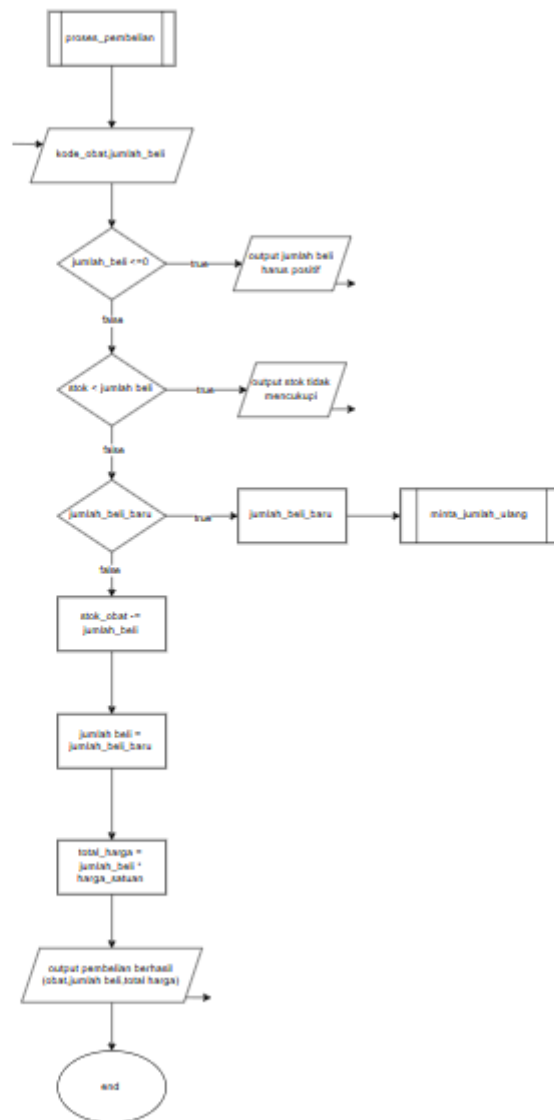 proses_pembelian
kode_obat,jumlah_beli
jumlah_beli <=0
true
output jumlah beli
harus positif
false
stok < jumlah beli
true
output stok tidak
mencukupi
false
jumlah_beli_baru
true
jumlah_beli_baru
minta_jumlah_ulang
false
stok_obat -=
jumlah_beli
jumlah beli =
jumlah_beli_baru
total_harga =
jumlah_beli *
harga_satuan
output pembelian berhasil
(obat,jumlah beli,total harga)
end